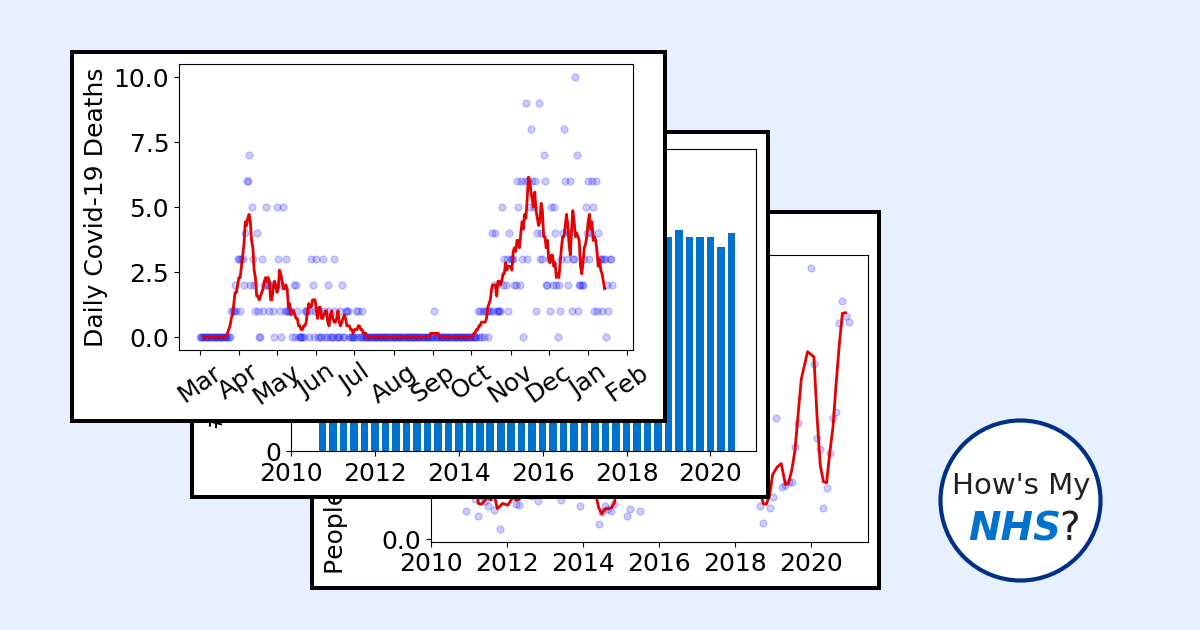 Daily Covid-19 Deaths
10.0
7.5
5.0
2.5
0.0
Mar Apr May Jun Jul Aug Sep Oct Nov Dec Jan Feb
0
2010 2012 2014 2016 2018 2020
People
0.0
2010 2012 2014 2016 2018 2020
How's My
NHS?